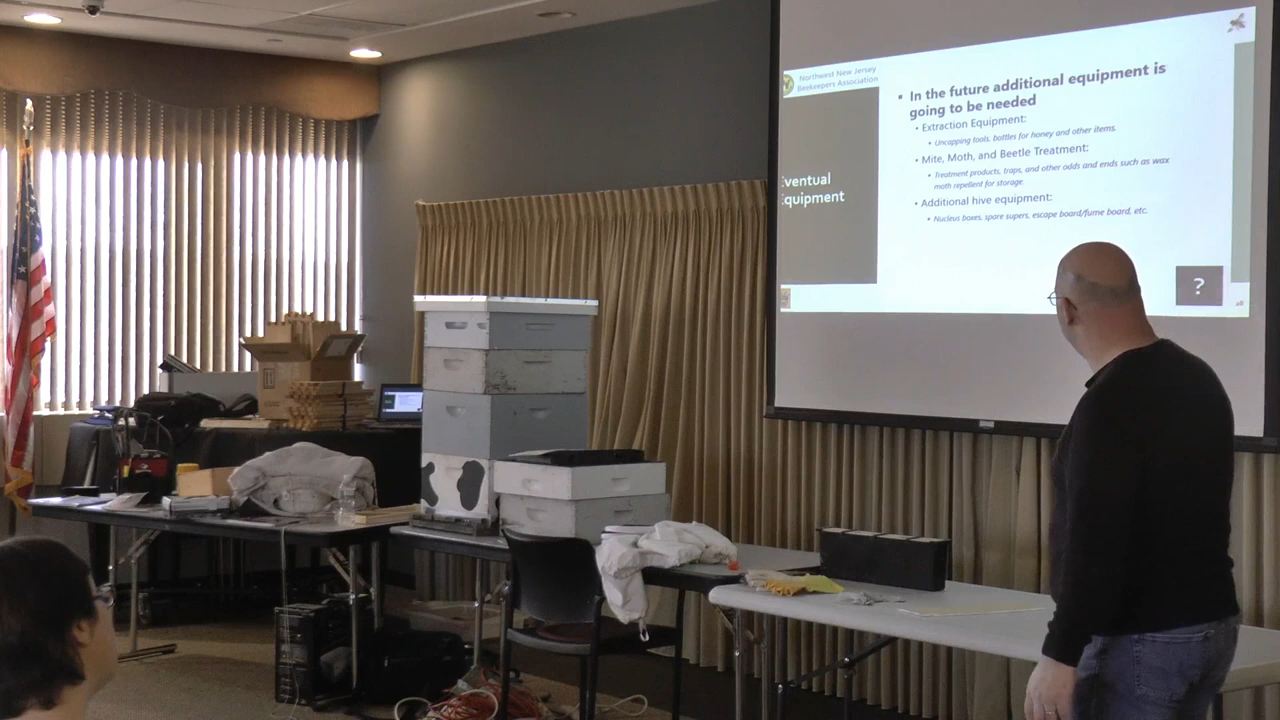 Northwest New Jersey
Beekeepers Association
Eventual
Equipment
▪ In the future additional equipment is
going to be needed
• Extraction Equipment:
• Uncapping tools, bottles for honey and other items.
• Mite, Moth, and Beetle Treatment:
• Treatment products, traps, and other odds and ends such as wax
moth repellent for storage.
• Additional hive equipment:
• Nucleus boxes, spare supers, escape board/fume board, etc.
?